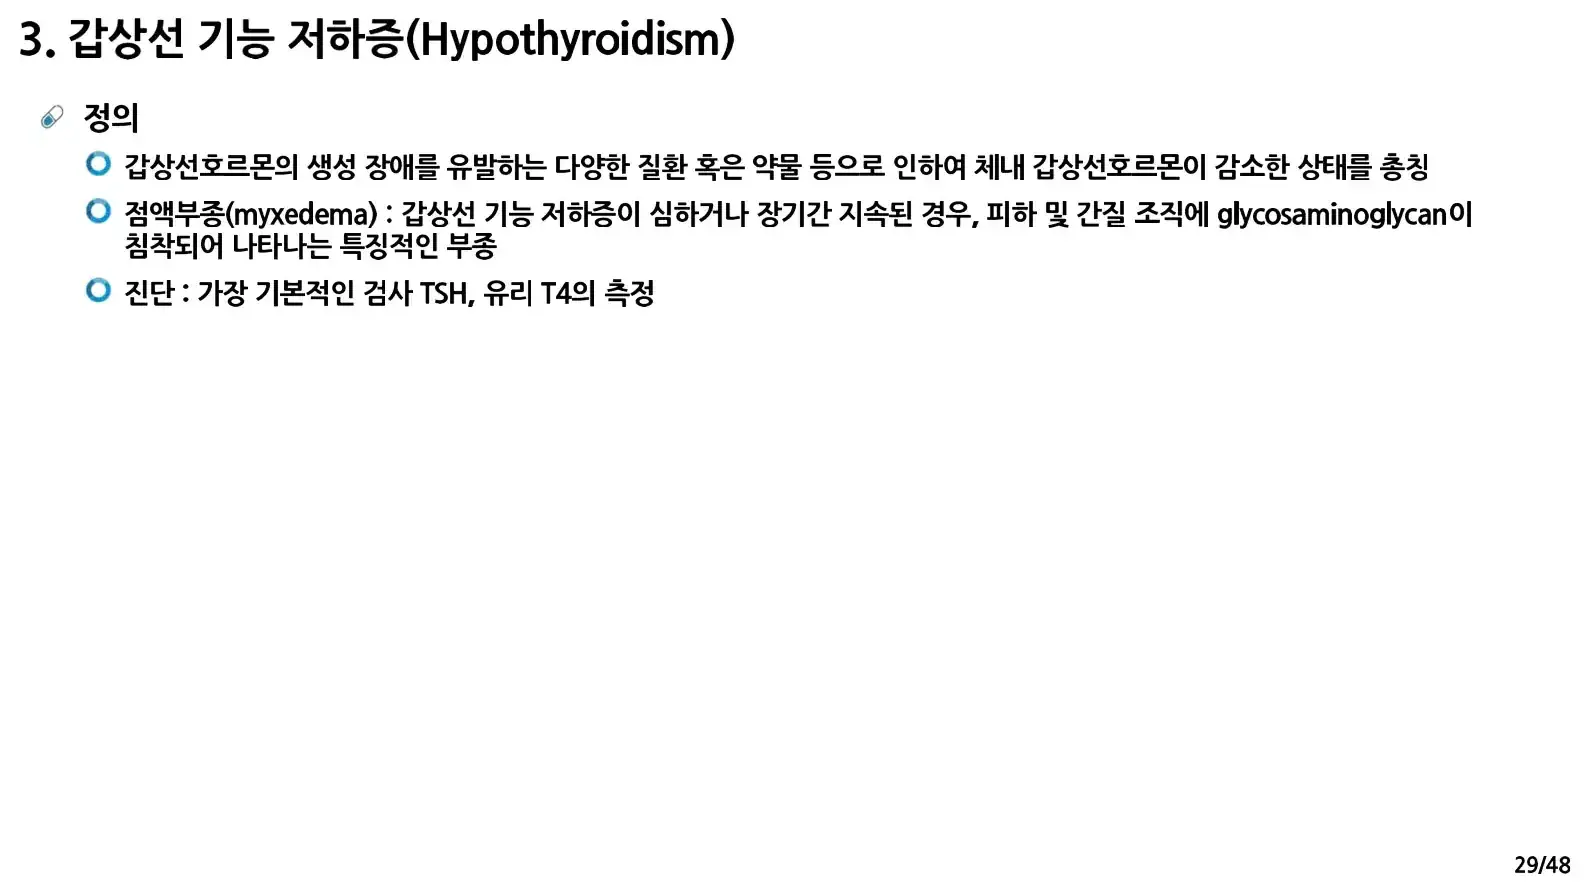 3. 갑상선 기능 저하증(Hypothyroidism)
정의
갑상선호르몬의 생성 장애를 유발하는 다양한 질환 혹은 약물 등으로 인하여 체내 갑상선호르몬이 감소한 상태를 총칭
점액부종(myxedema) : 갑상선 기능 저하증이 심하거나 장기간 지속된 경우, 피하 및 간질 조직에 glycosaminoglycan이
침착되어 나타나는 특징적인 부종
진단 : 가장 기본적인 검사 TSH, 유리 T4의 측정
29/48